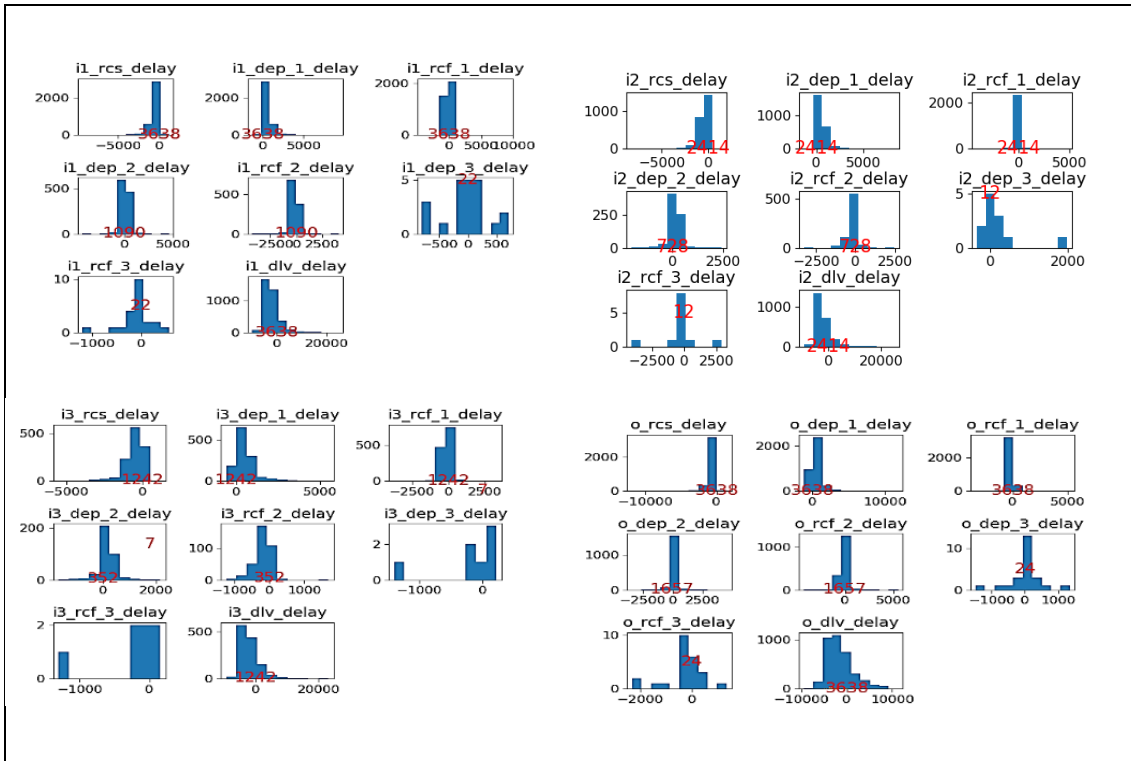 i1_rcs_delay i1_dep_1_delay i1_rcf_1_delay
2000 2000 2000
0 3638 0 3638 0 3638
−5000 0 0 5000 0 5000 10000
i1_dep_2_delay i1_rcf_2_delay i1_dep_3_delay
500 500 5 22
0 1090 0 1090 0
0 5000 −2500 0 2500 −500 0 500
i1_rcf_3_delay i1_dlv_delay
10
5 22 1000
0 0 3638
−1000 0 0 20000
i2_rcs_delay i2_dep_1_delay i2_rcf_1_delay
1000 1000 2000
0 2414 0 2414 0 2414
−5000 0 0 5000 0 5000
i2_dep_2_delay i2_rcf_2_delay i2_dep_3_delay
250 500 5 12
0 728 0 728 0
0 2500 −2500 0 2500 0 2000
i2_rcf_3_delay i2_dlv_delay
5 12 1000
0 0 2414
−2500 0 2500 0 20000
i3_rcs_delay i3_dep_1_delay i3_rcf_1_delay
500 500 500
0 1242 0 1242 0 1242 7
−5000 0 0 5000 −2500 0 2500
i3_dep_2_delay i3_rcf_2_delay i3_dep_3_delay
200 7 100 2
0 352 0 352 0
0 2000 −1000 0 1000 −1000 0
i3_rcf_3_delay i3_dlv_delay
2 500
0 0 1242
−1000 0 0 20000
o_rcs_delay o_dep_1_delay o_rcf_1_delay
2000 2000 2000
0 3638 0 3638 0 3638
−10000 0 0 10000 0 5000
o_dep_2_delay o_rcf_2_delay o_dep_3_delay
1000 1000 10
0 1657 0 1657 24
0
−2500 0 2500 0 5000 −1000 0 1000
o_rcf_3_delay o_dlv_delay
10 1000
5 24
0 0 3638
−2000 0 −10000 0 10000